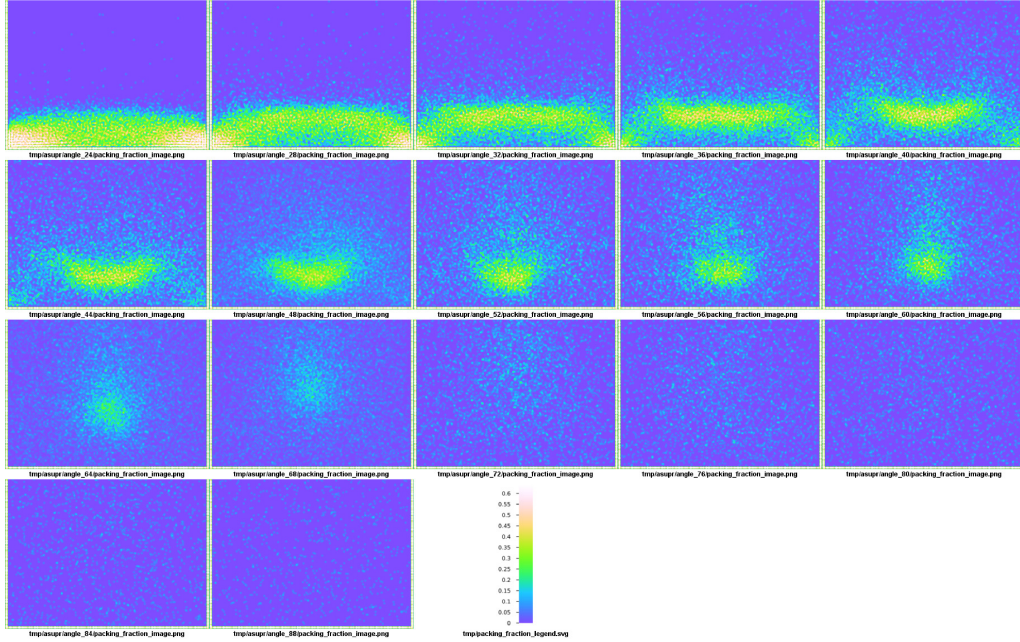 tmp/asupr/angle_24/packing_fraction_image.png
tmp/asupr/angle_28/packing_fraction_image.png
tmp/asupr/angle_32/packing_fraction_image.png
tmp/asupr/angle_36/packing_fraction_image.png
tmp/asupr/angle_40/packing_fraction_image.png
tmp/asupr/angle_44/packing_fraction_image.png
tmp/asupr/angle_48/packing_fraction_image.png
tmp/asupr/angle_52/packing_fraction_image.png
tmp/asupr/angle_56/packing_fraction_image.png
tmp/asupr/angle_60/packing_fraction_image.png
tmp/asupr/angle_64/packing_fraction_image.png
tmp/asupr/angle_68/packing_fraction_image.png
tmp/asupr/angle_72/packing_fraction_image.png
tmp/asupr/angle_76/packing_fraction_image.png
tmp/asupr/angle_80/packing_fraction_image.png
0.6
0.55
0.5
0.45
0.4
0.35
0.3
0.25
0.2
0.15
0.1
0.05
0
tmp/asupr/angle_84/packing_fraction_image.png
tmp/asupr/angle_88/packing_fraction_image.png
tmp/packing_fraction_legend.svg